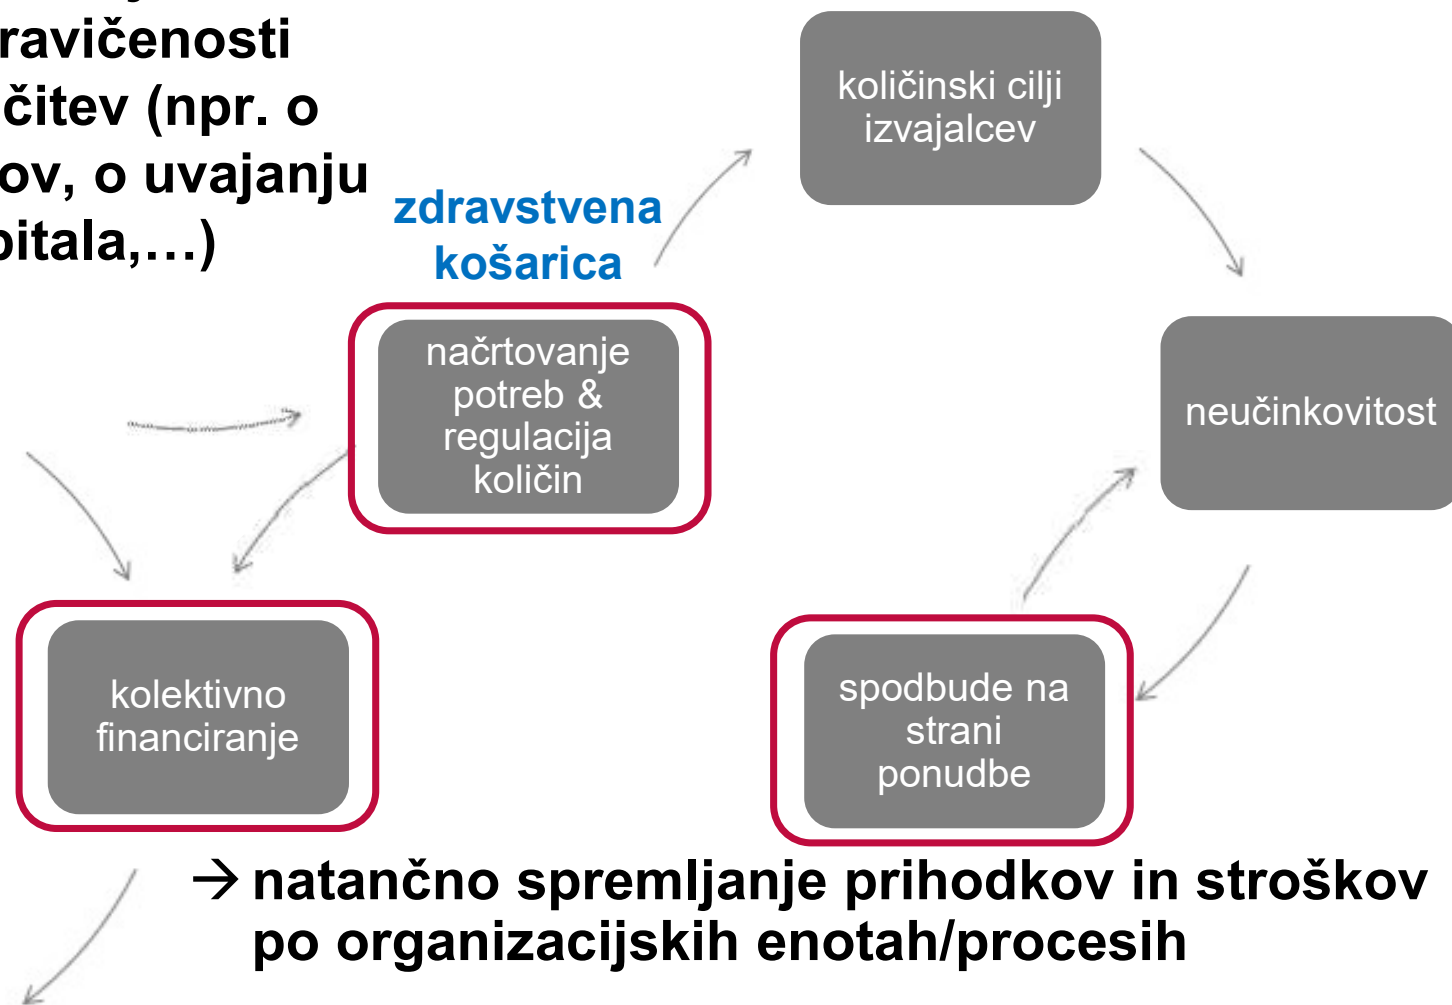 ravičenosti
čitev (npr. o
ov, o uvajanju
pitala,...)
količinski cilji
izvajalcev
zdravstvena
košarica
načrtovanje
potreb &
regulacija
količin
neučinkovitost
kolektivno
financiranje
spodbude na
strani
ponudbe
→ natančno spremljanje prihodkov in stroškov
po organizacijskih enotah/procesih